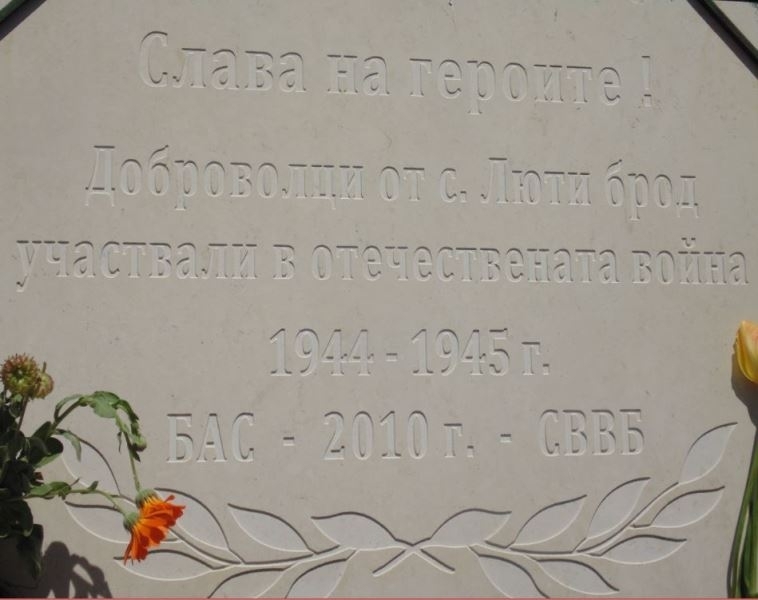 Слава на героите !
Доброволци от с. Люти брод
участвали в отечествената война
1944 - 1945 г.
БАС - 2010 г. - СВВБ